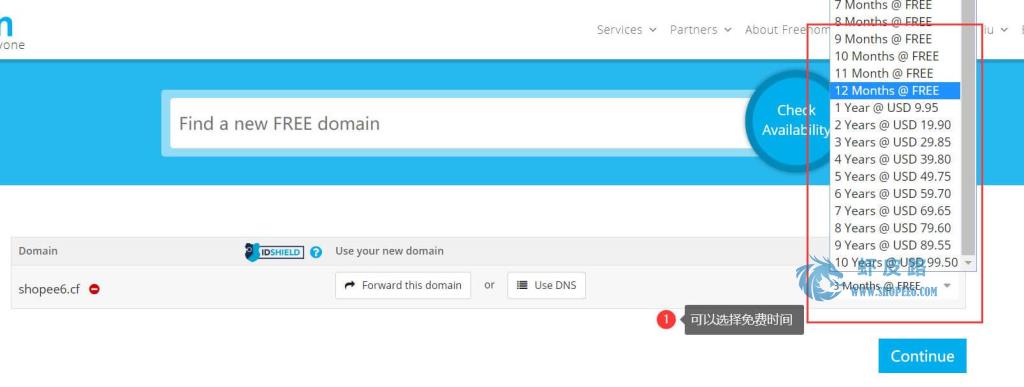 7 Months @ FREE
8 Months @ FREE
Services
Partners
About Freenom
9 Months @ FREE
10 Months @ FREE
11 Month @ FREE
12 Months @ FREE
1 Year @ USD 9.95
2 Years @ USD 19.90
3 Years @ USD 29.85
4 Years @ USD 39.80
5 Years @ USD 49.75
6 Years @ USD 59.70
7 Years @ USD 69.65
8 Years @ USD 79.60
9 Years @ USD 89.55
10 Years @ USD 99.50
Find a new FREE domain
Check
Availability
Domain
IDSHIELD
?
Use your new domain
shopee6.cf
Forward this domain
or
Use DNS
3 Months @ FREE
虾皮路
WWW.SHOPEE6.COM
1
可以选择免费时间
Continue